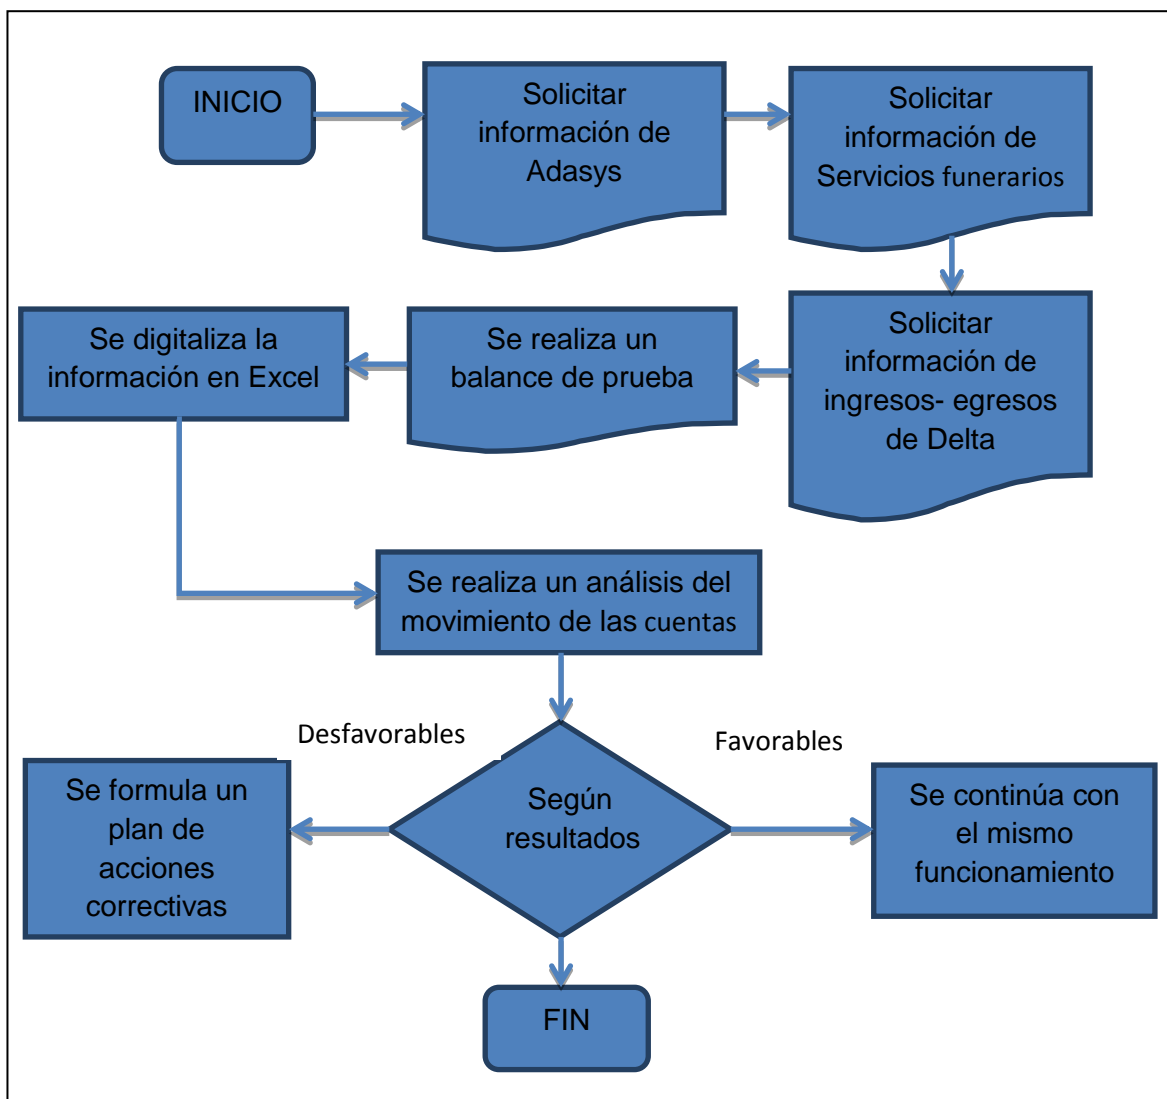 INICIO
Solicitar
información de
Adasys
Solicitar
información de
Servicios funerarios
Solicitar
información de
ingresos- egresos
de Delta
Se realiza un
balance de prueba
Se digitaliza la
información en Excel
Se realiza un análisis del
movimiento de las cuentas
Según
resultados
Desfavorables
Se formula un
plan de
acciones
correctivas
Favorables
Se continúa con
el mismo
funcionamiento
FIN